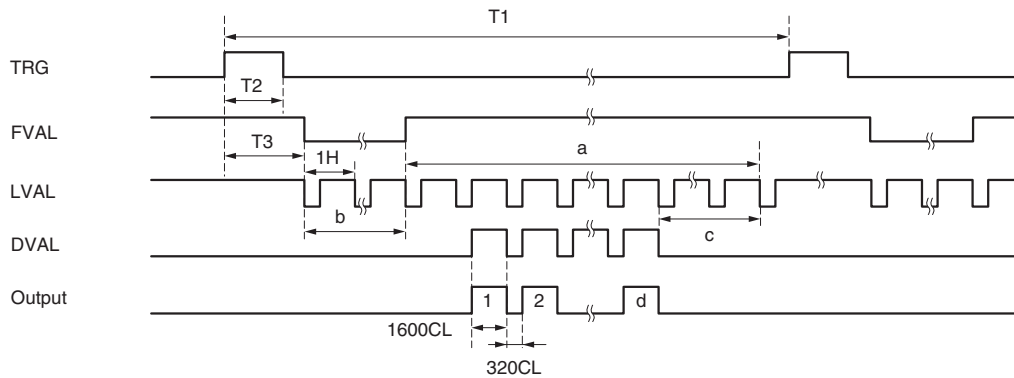 T1
TRG
T2
FVAL
T3
1H
a
LVAL
b
c
DVAL
Output
1
2
d
1600CL
320CL